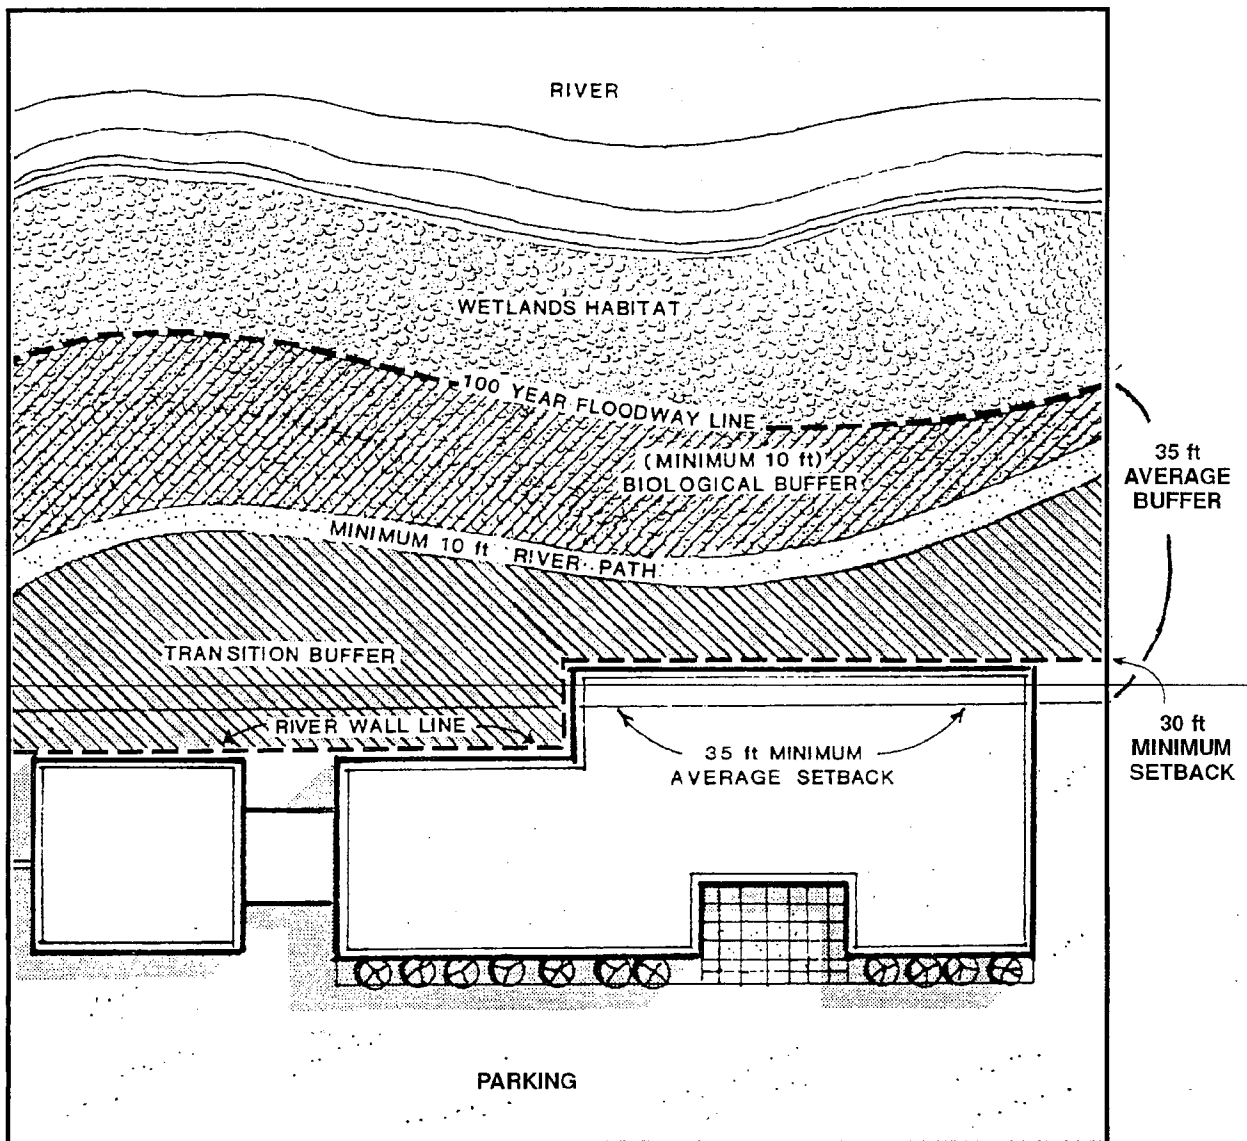 RIVER
WETLANDS HABITAT
100 YEAR FLOODWAY LINE
(MINIMUM 10 ft)
BIOLOGICAL BUFFER
35 ft
AVERAGE
BUFFER
MINIMUM 10 ft RIVER PATH
TRANSITION BUFFER
RIVER WALL LINE
35 ft MINIMUM
AVERAGE SETBACK
30 ft
MINIMUM
SETBACK
PARKING